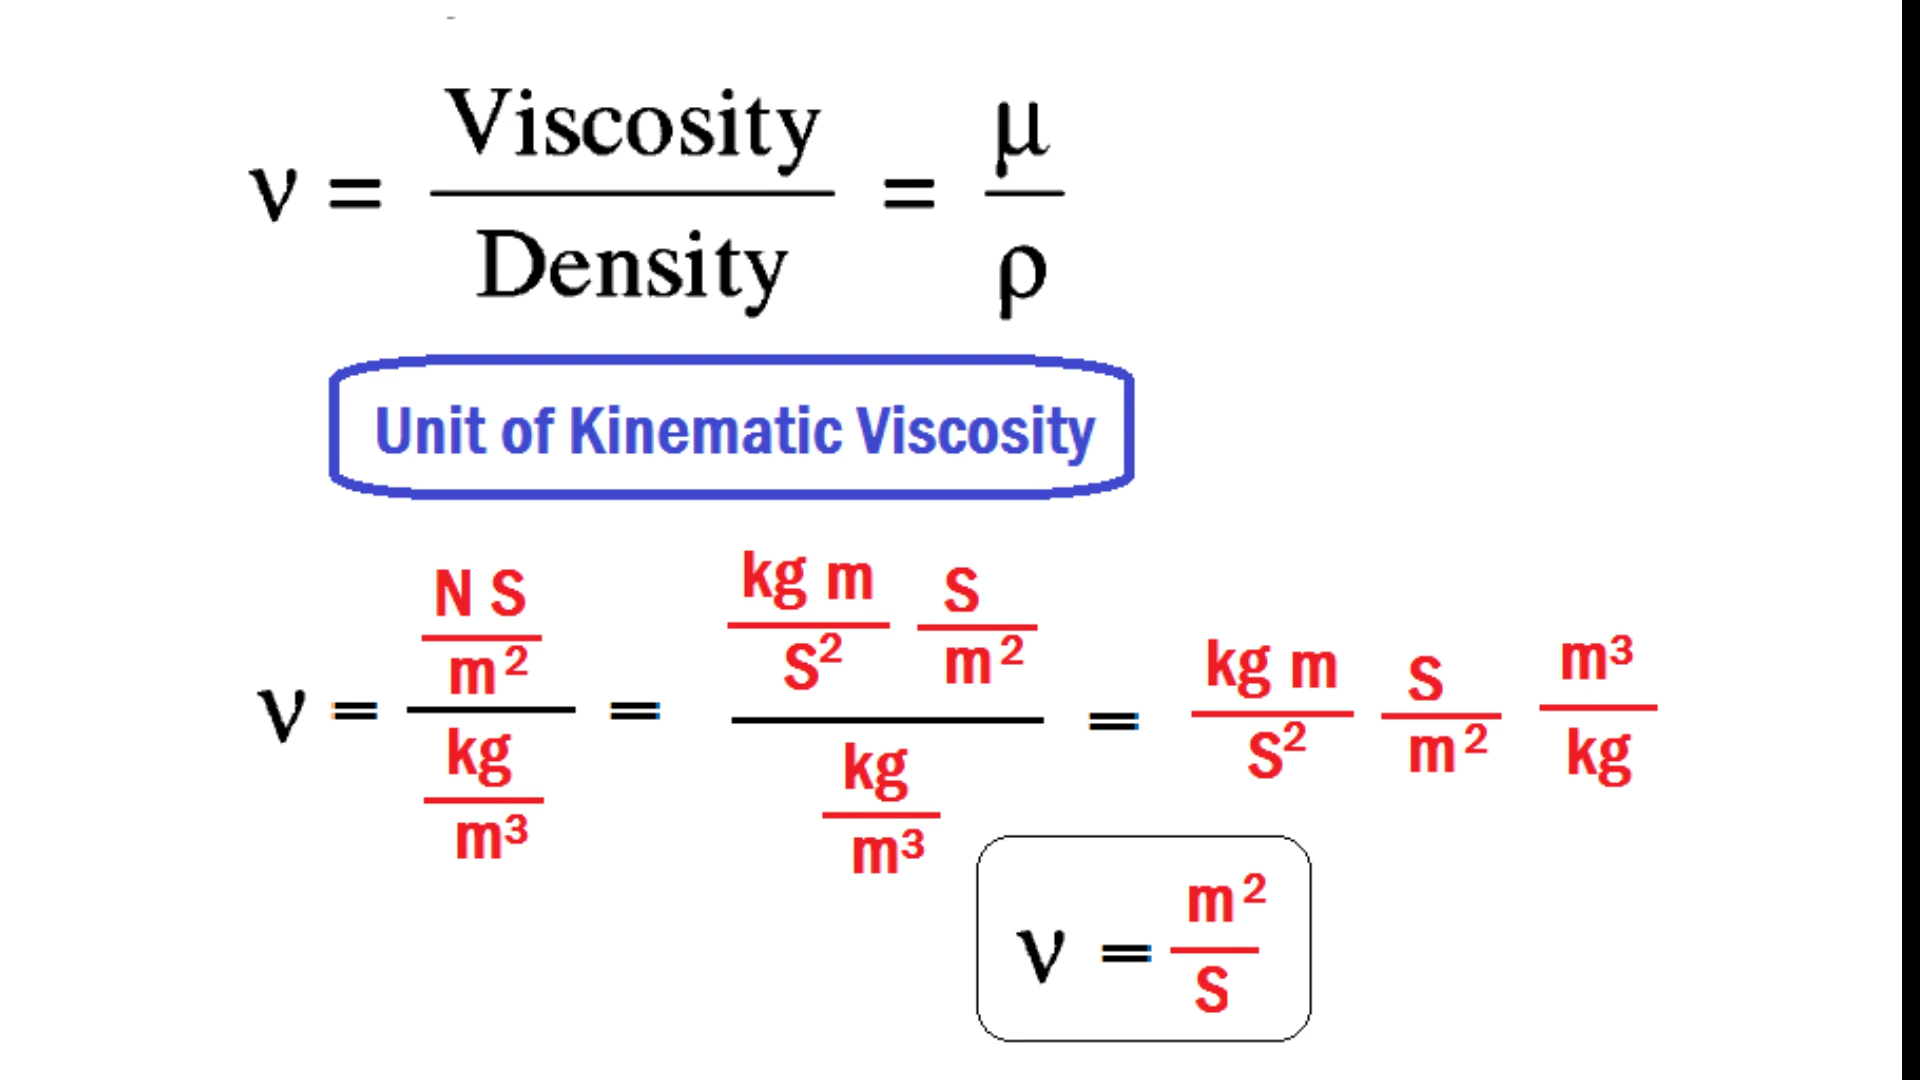 ν = Viscosity / Density = μ / ρ
Unit of Kinematic Viscosity
ν = (N S / m²) / (kg / m³) = (kg m / S²) (S / m²) / (kg / m³) = (kg m / S²) (S / m²) (m³ / kg)
ν = m² / S